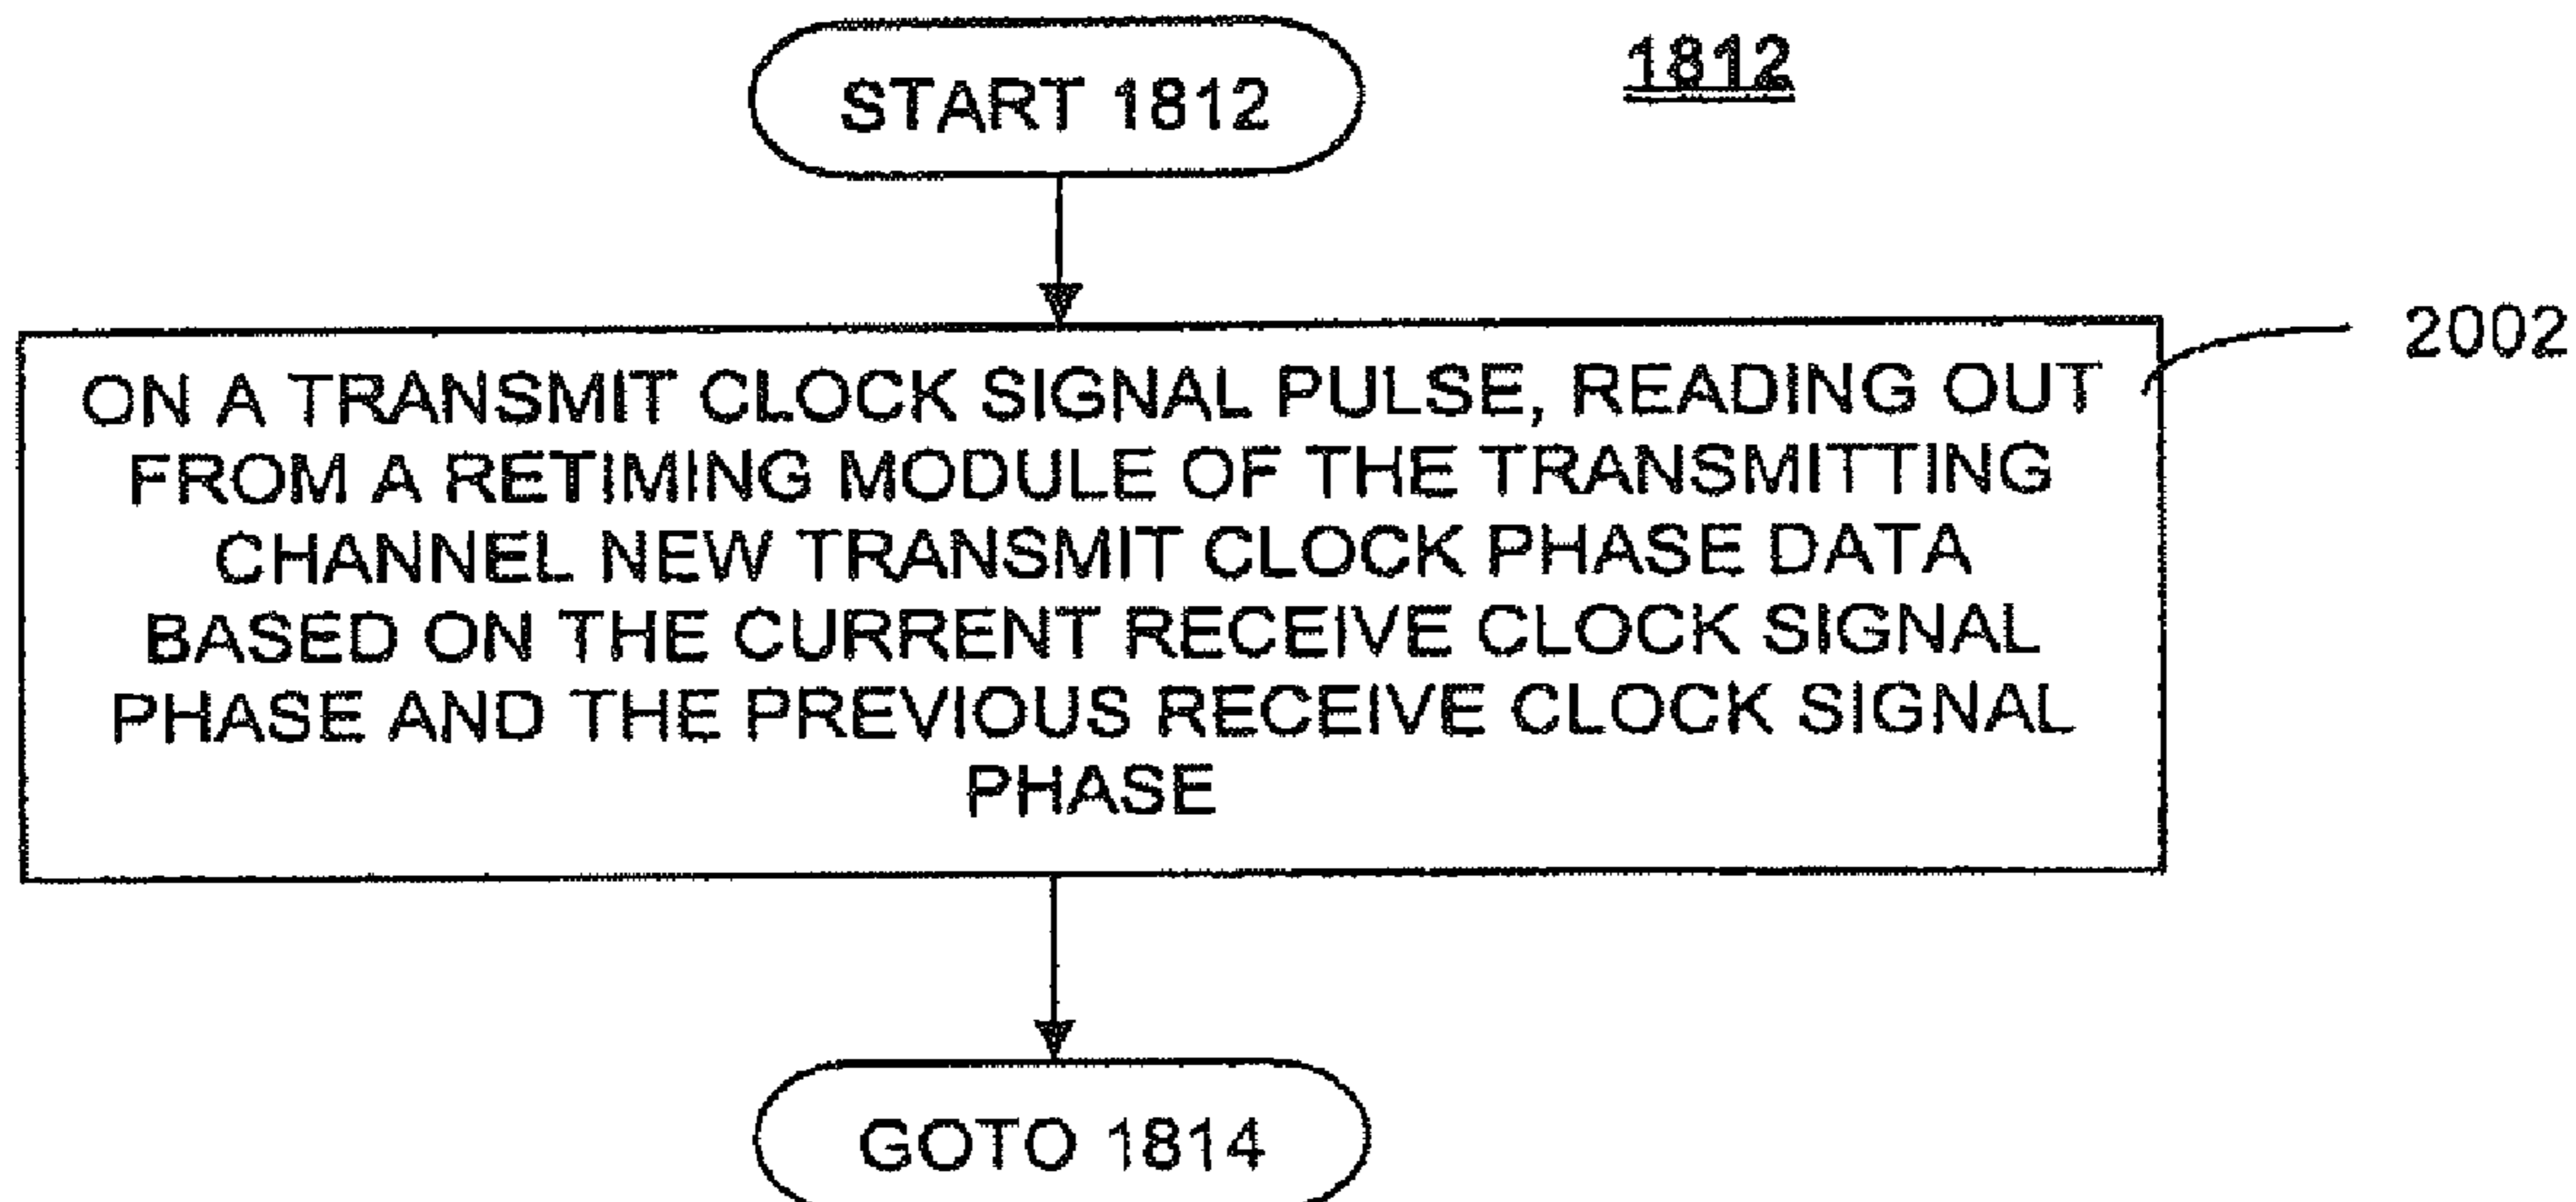 START 1812
1812
2002
ON A TRANSMIT CLOCK SIGNAL PULSE, READING OUT
FROM A RETIMING MODULE OF THE TRANSMITTING
CHANNEL NEW TRANSMIT CLOCK PHASE DATA
BASED ON THE CURRENT RECEIVE CLOCK SIGNAL
PHASE AND THE PREVIOUS RECEIVE CLOCK SIGNAL
PHASE
GOTO 1814